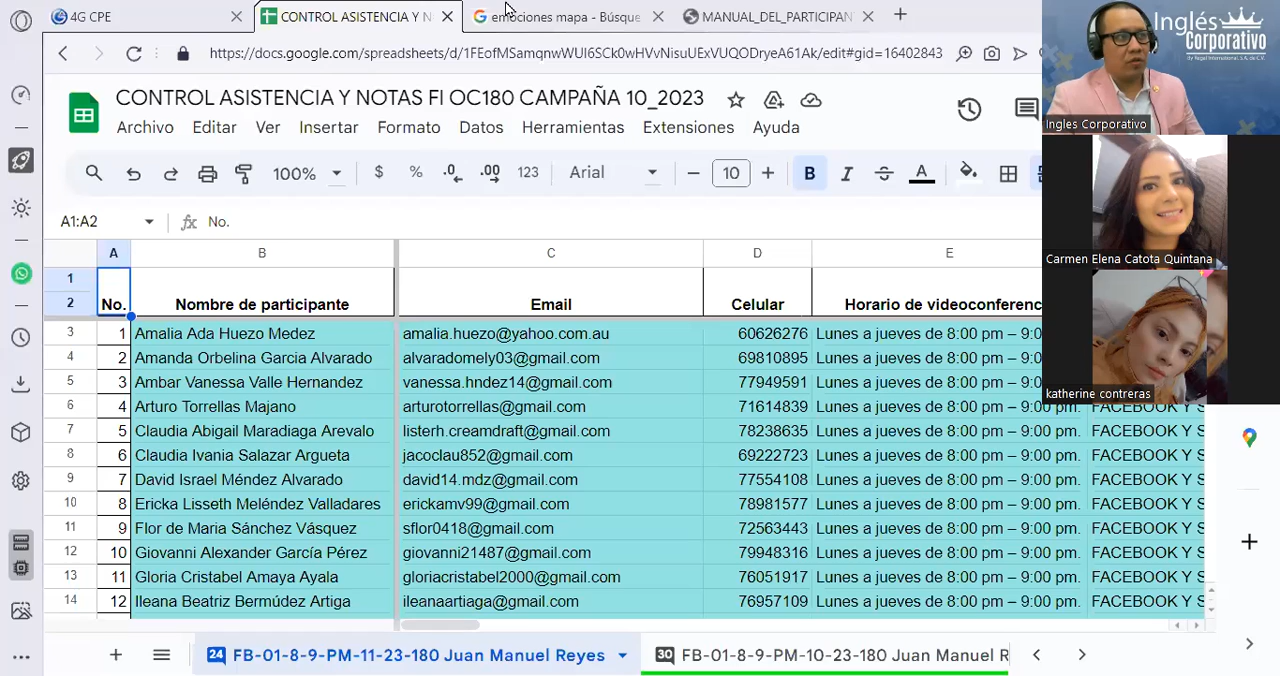 4G CPE
CONTROL ASISTENCIA Y N
emociones mapa - Búsque
MANUAL_DEL_PARTICIPAN
https://docs.google.com/spreadsheets/d/1FEofMSamqnwWUI6SCk0wHVvNisuUExVUQODryeA61Ak/edit#gid=16402843
CONTROL ASISTENCIA Y NOTAS FI OC180 CAMPAÑA 10_2023
Archivo Editar Ver Insertar Formato Datos Herramientas Extensiones Ayuda
100% $ % .0 .00 123 Arial 10 B I S A
A1:A2 fx No.
A B C D E
1
2 No. Nombre de participante Email Celular Horario de videoconferenc
3 1 Amalia Ada Huezo Medez amalia.huezo@yahoo.com.au 60626276 Lunes a jueves de 8:00 pm – 9:0
4 2 Amanda Orbelina Garcia Alvarado alvaradomely03@gmail.com 69810895 Lunes a jueves de 8:00 pm – 9:0
5 3 Ambar Vanessa Valle Hernandez vanessa.hndez14@gmail.com 77949591 Lunes a jueves de 8:00 pm – 9:0
6 4 Arturo Torrellas Majano arturotorrellas@gmail.com 71614839 Lunes a jueves de 8:00 pm – 9:00 pm. FACEBOOK Y S
7 5 Claudia Abigail Maradiaga Arevalo listerh.creamdraft@gmail.com 78238635 Lunes a jueves de 8:00 pm – 9:00 pm. FACEBOOK Y S
8 6 Claudia Ivania Salazar Argueta jacoclau852@gmail.com 69222723 Lunes a jueves de 8:00 pm – 9:00 pm. FACEBOOK Y S
9 7 David Israel Méndez Alvarado david14.mdz@gmail.com 77554108 Lunes a jueves de 8:00 pm – 9:00 pm. FACEBOOK Y S
10 8 Ericka Lisseth Meléndez Valladares erickamv99@gmail.com 78981577 Lunes a jueves de 8:00 pm – 9:00 pm. FACEBOOK Y S
11 9 Flor de Maria Sánchez Vásquez sflor0418@gmail.com 72563443 Lunes a jueves de 8:00 pm – 9:00 pm. FACEBOOK Y S
12 10 Giovanni Alexander García Pérez giovanni21487@gmail.com 79948316 Lunes a jueves de 8:00 pm – 9:00 pm. FACEBOOK Y S
13 11 Gloria Cristabel Amaya Ayala gloriacristabel2000@gmail.com 76051917 Lunes a jueves de 8:00 pm – 9:00 pm. FACEBOOK Y S
14 12 Ileana Beatriz Bermúdez Artiga ileanaartiaga@gmail.com 76957109 Lunes a jueves de 8:00 pm – 9:00 pm. FACEBOOK Y S
24 FB-01-8-9-PM-11-23-180 Juan Manuel Reyes
30 FB-01-8-9-PM-10-23-180 Juan Manuel R
Inglés
Corporativo
Ingles Corporativo
Carmen Elena Catota Quintana
katherine contreras